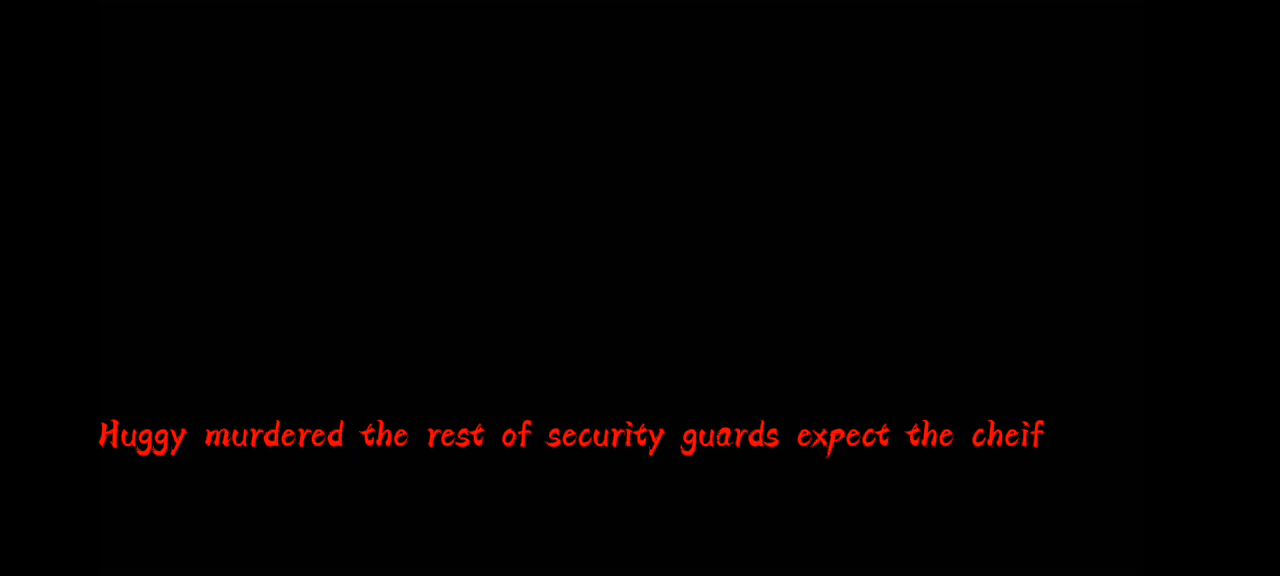 Huggy murdered the rest of security guards expect the cheif